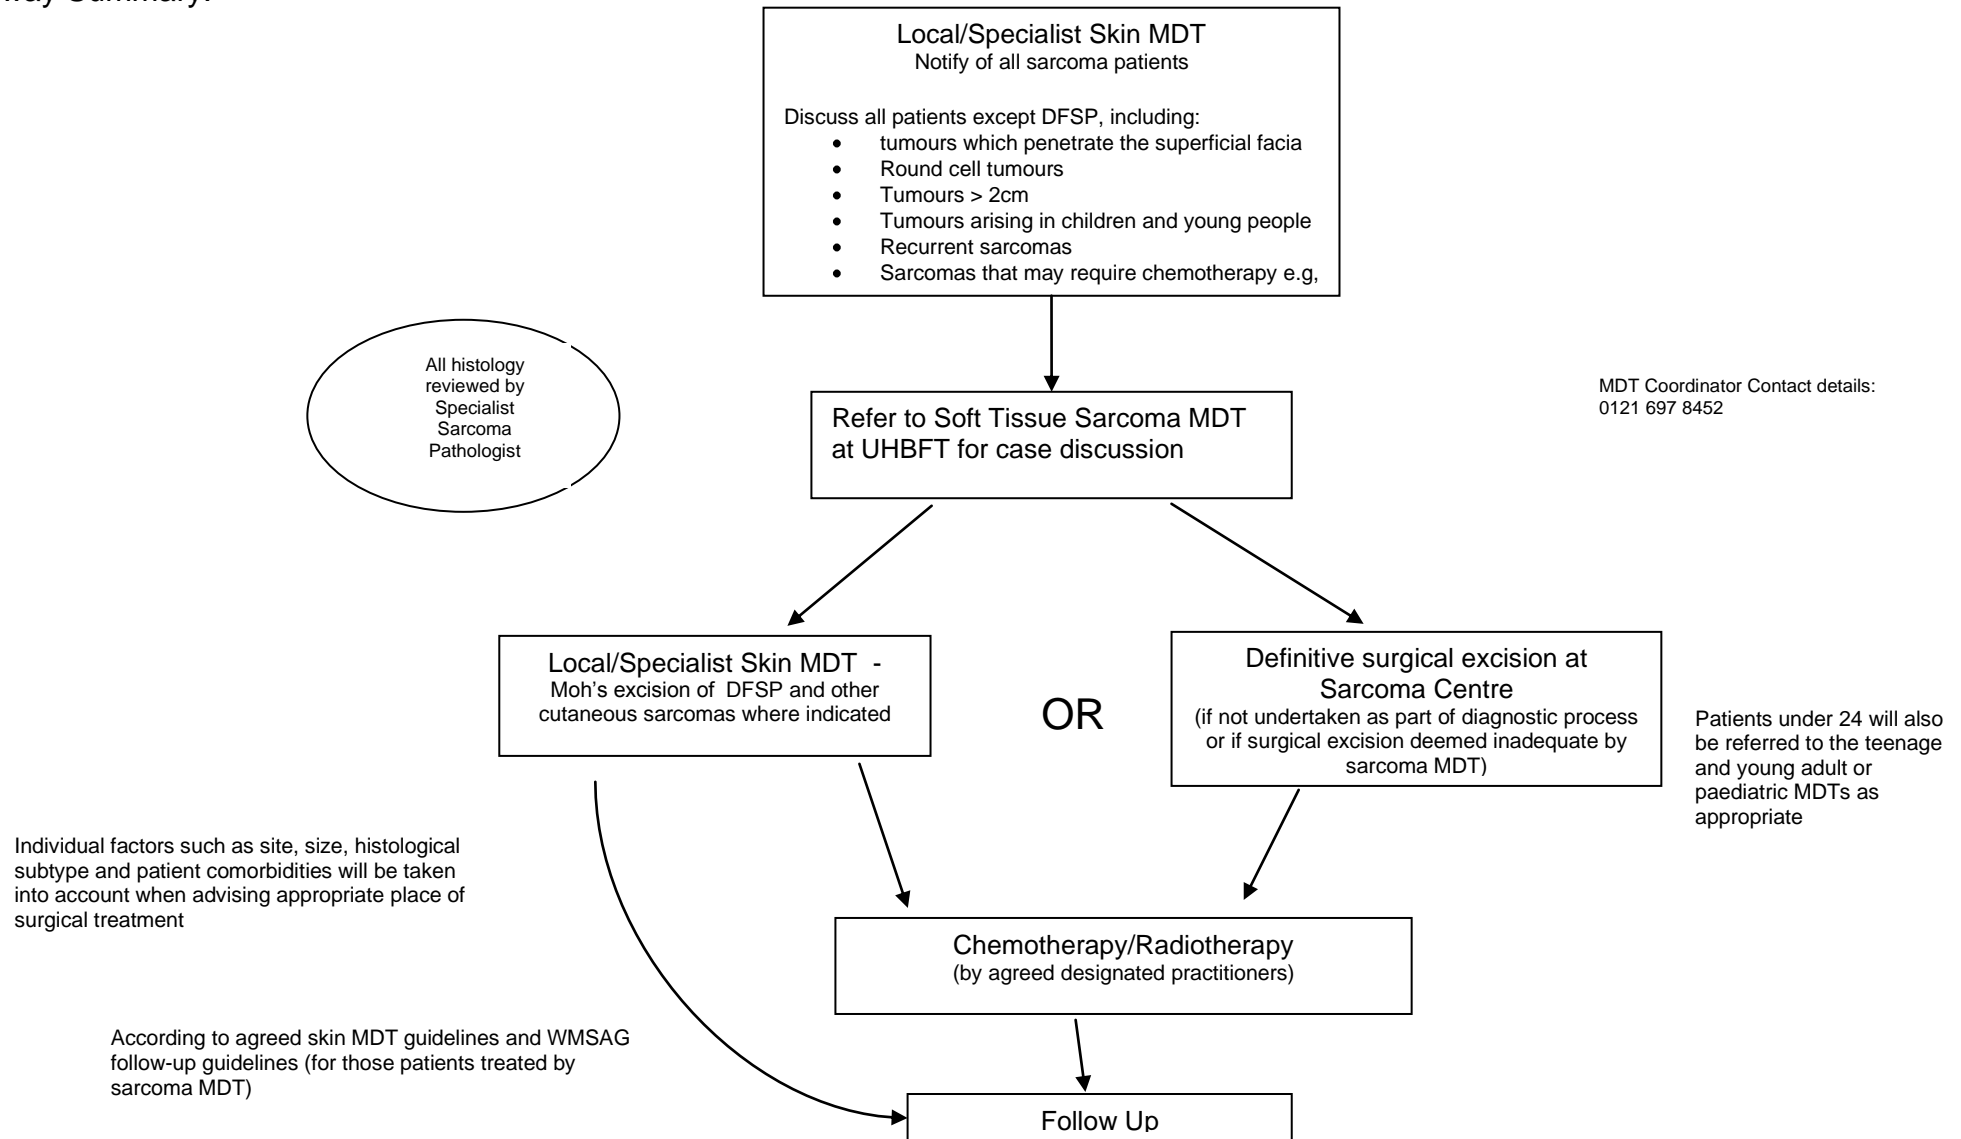 way Summary:
Local/Specialist Skin MDT
Notify of all sarcoma patients
Discuss all patients except DFSP, including:
• tumours which penetrate the superficial facia
• Round cell tumours
• Tumours > 2cm
• Tumours arising in children and young people
• Recurrent sarcomas
• Sarcomas that may require chemotherapy e.g,
All histology
reviewed by
Specialist
Sarcoma
Pathologist
MDT Coordinator Contact details:
0121 697 8452
Refer to Soft Tissue Sarcoma MDT
at UHBFT for case discussion
Local/Specialist Skin MDT -
Moh's excision of DFSP and other
cutaneous sarcomas where indicated
OR
Definitive surgical excision at
Sarcoma Centre
(if not undertaken as part of diagnostic process
or if surgical excision deemed inadequate by
sarcoma MDT)
Patients under 24 will also
be referred to the teenage
and young adult or
paediatric MDTs as
appropriate
Individual factors such as site, size, histological
subtype and patient comorbidities will be taken
into account when advising appropriate place of
surgical treatment
Chemotherapy/Radiotherapy
(by agreed designated practitioners)
According to agreed skin MDT guidelines and WMSAG
follow-up guidelines (for those patients treated by
sarcoma MDT)
Follow Up